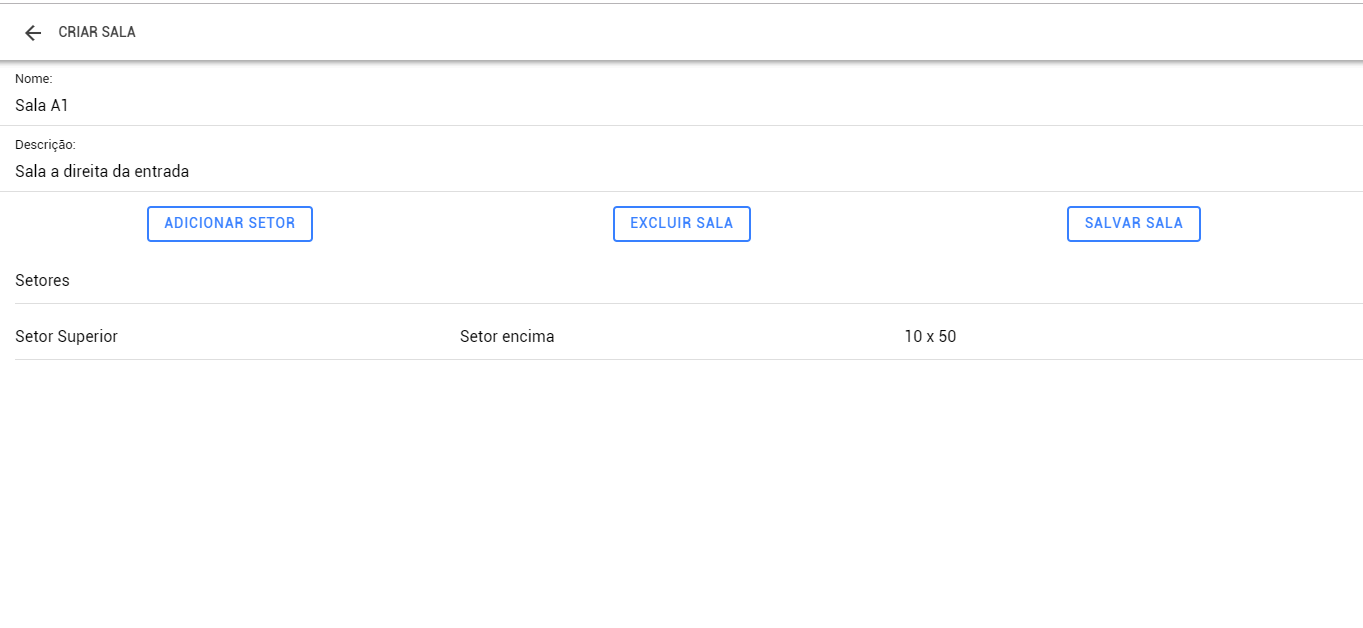 CRIAR SALA
Nome:
Sala A1
Descrição:
Sala a direita da entrada
ADICIONAR SETOR EXCLUIR SALA SALVAR SALA
Setores
Setor Superior Setor encima 10 x 50